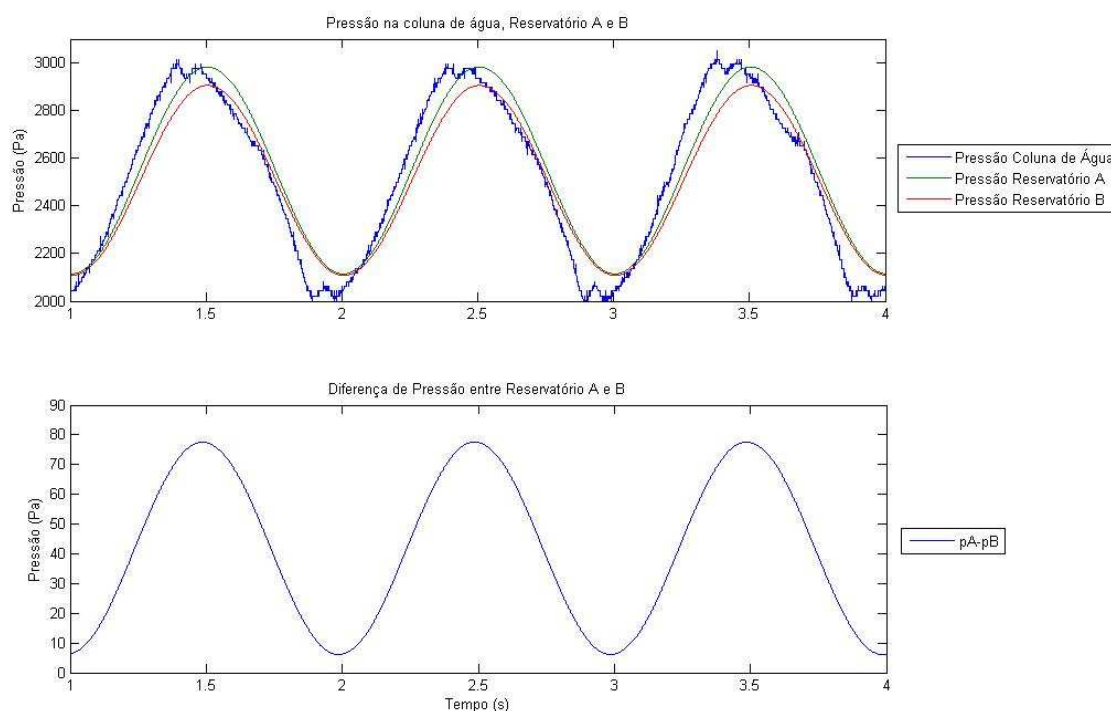 Pressão na coluna de água, Reservatório A e B
3000
2800
2600
2400
2200
2000
Pressão (Pa)
1 1.5 2 2.5 3 3.5 4
Pressão Coluna de Água
Pressão Reservatório A
Pressão Reservatório B
Diferença de Pressão entre Reservatório A e B
90
80
70
60
50
40
30
20
10
0
Pressão (Pa)
1 1.5 2 2.5 3 3.5 4
Tempo (s)
pA-pB